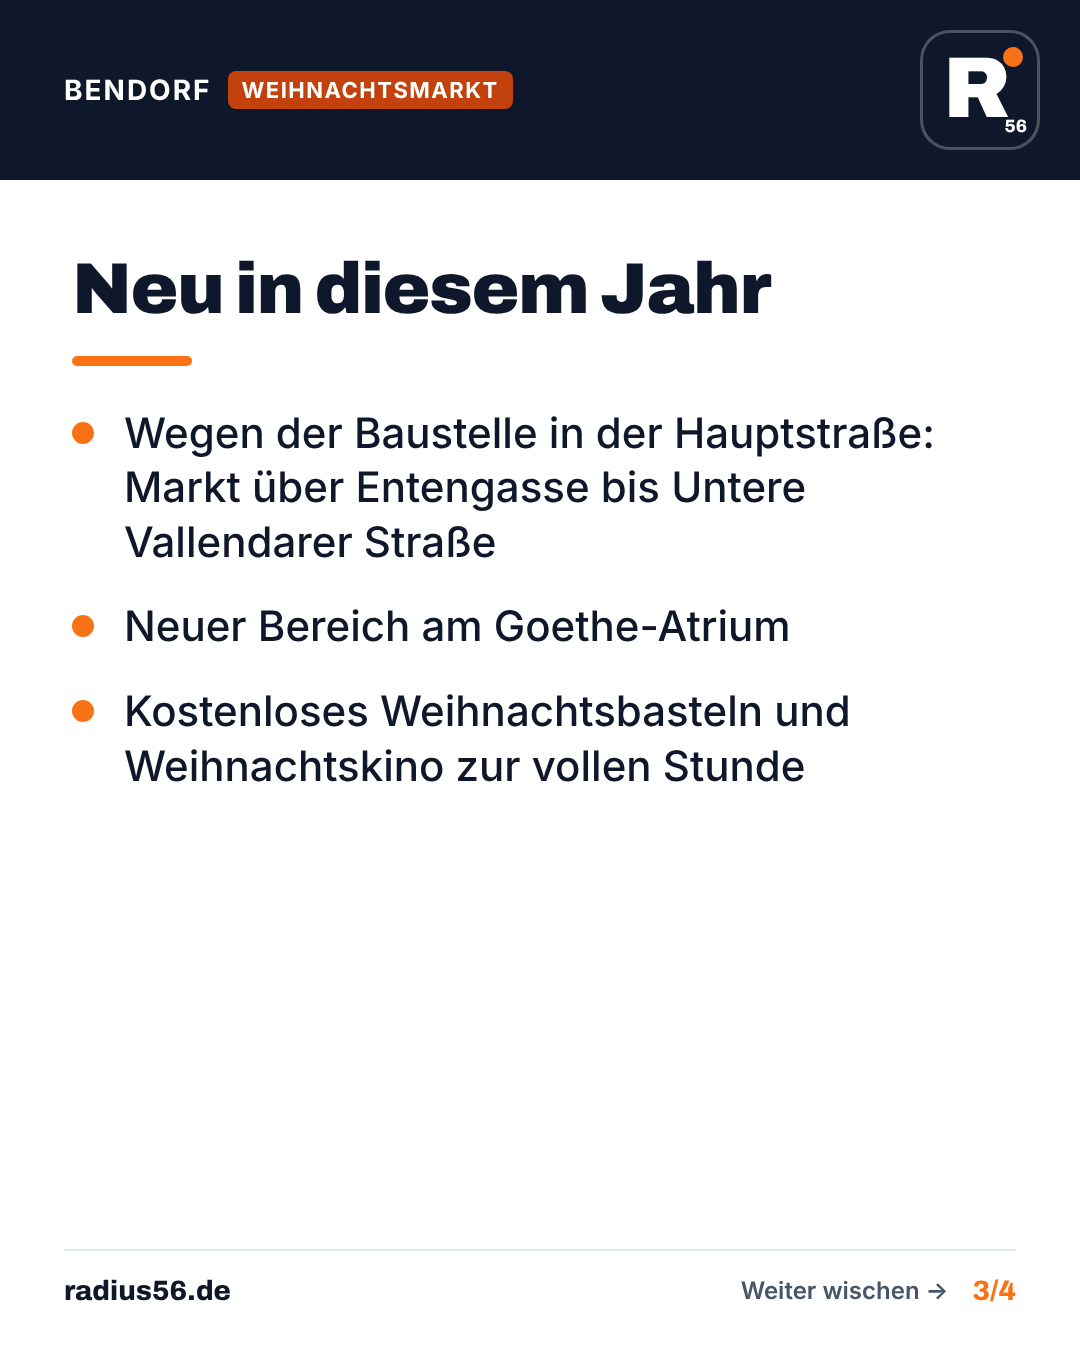 BENDORF WEIHNACHTSMARKT
R
56
Neu in diesem Jahr
Wegen der Baustelle in der Hauptstraße:
Markt über Entengasse bis Untere
Vallendarer Straße
Neuer Bereich am Goethe-Atrium
Kostenloses Weihnachtsbasteln und
Weihnachtskino zur vollen Stunde
radius56.de Weiter wischen → 3/4